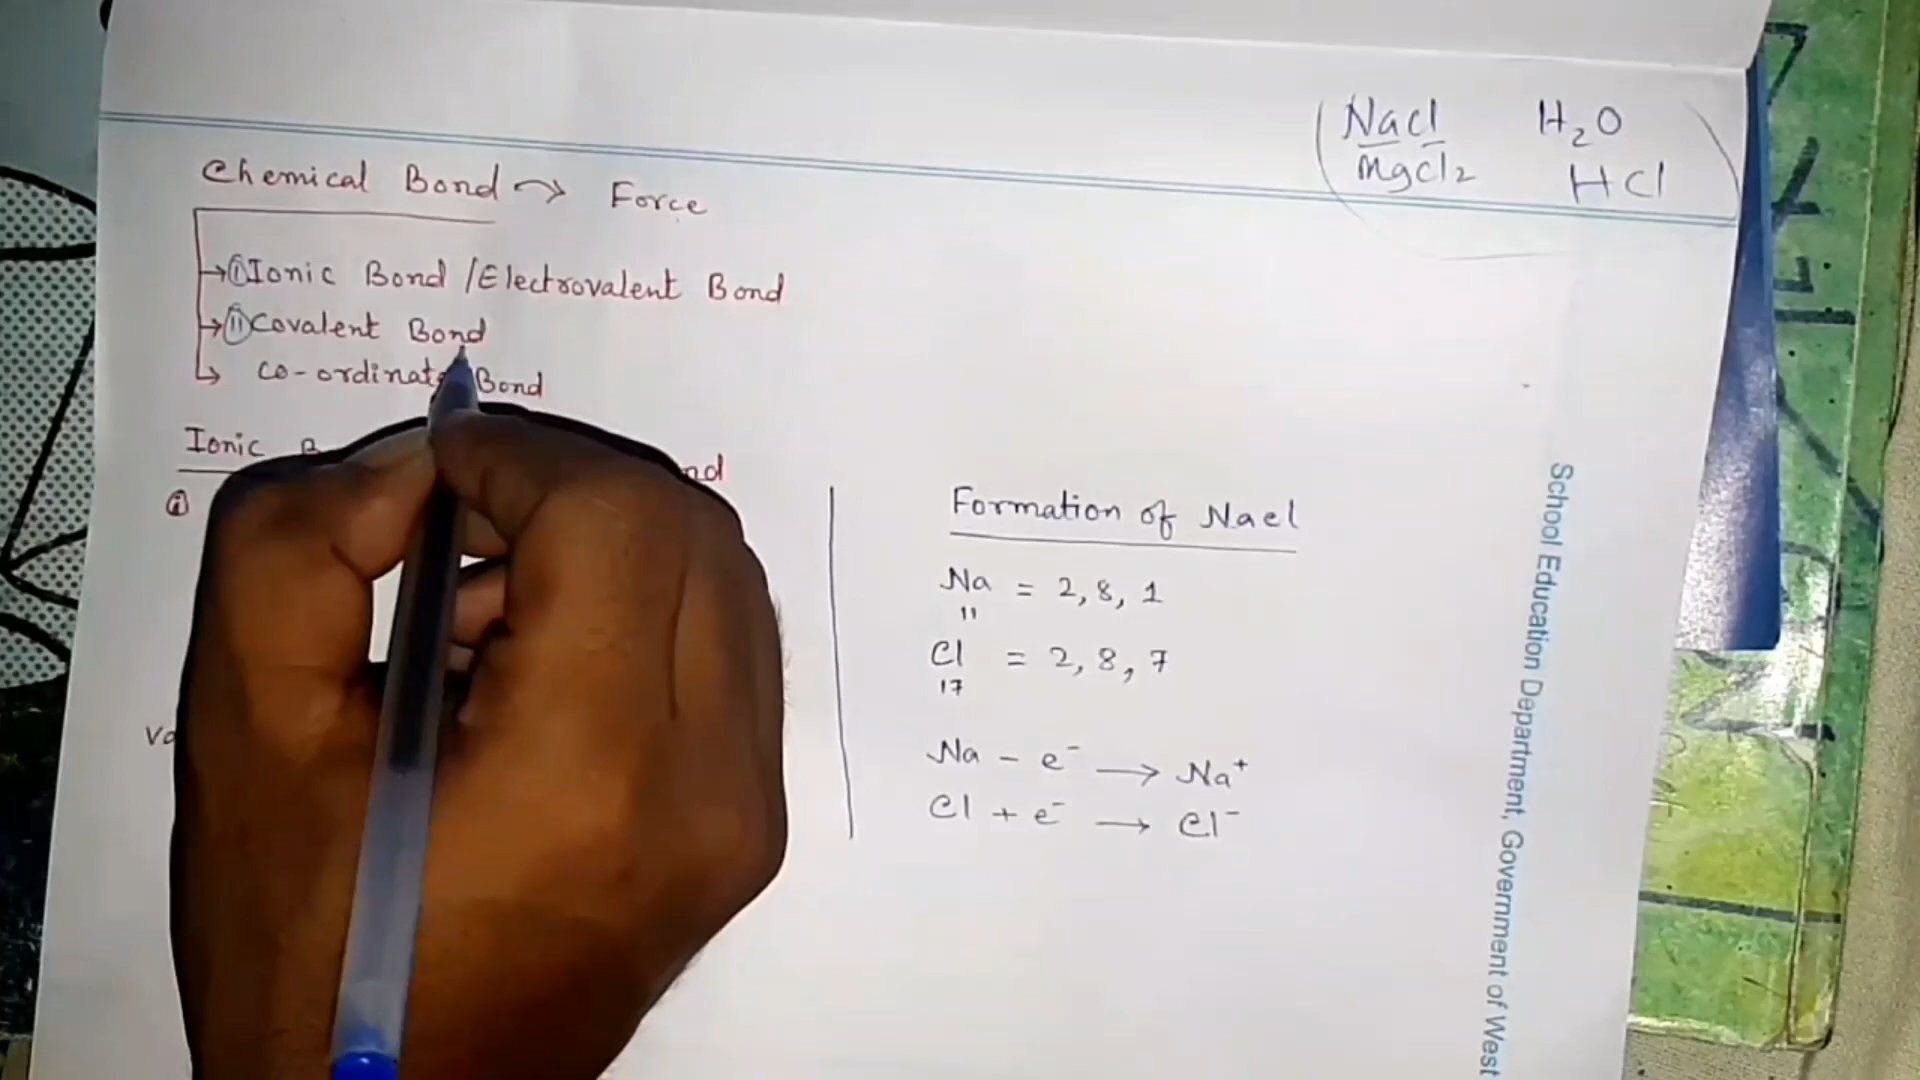 Nacl H₂O
MgCl₂ HCl
Chemical Bond → Force
→ (i) Ionic Bond / Electrovalent Bond
→ (ii) Covalent Bond
→ co-ordinate Bond
Ionic
(i)
Formation of Nacl
Na = 2, 8, 1
11
Cl = 2, 8, 7
17
Na - e⁻ → Na⁺
Cl + e⁻ → Cl⁻
School Education Department, Government of West